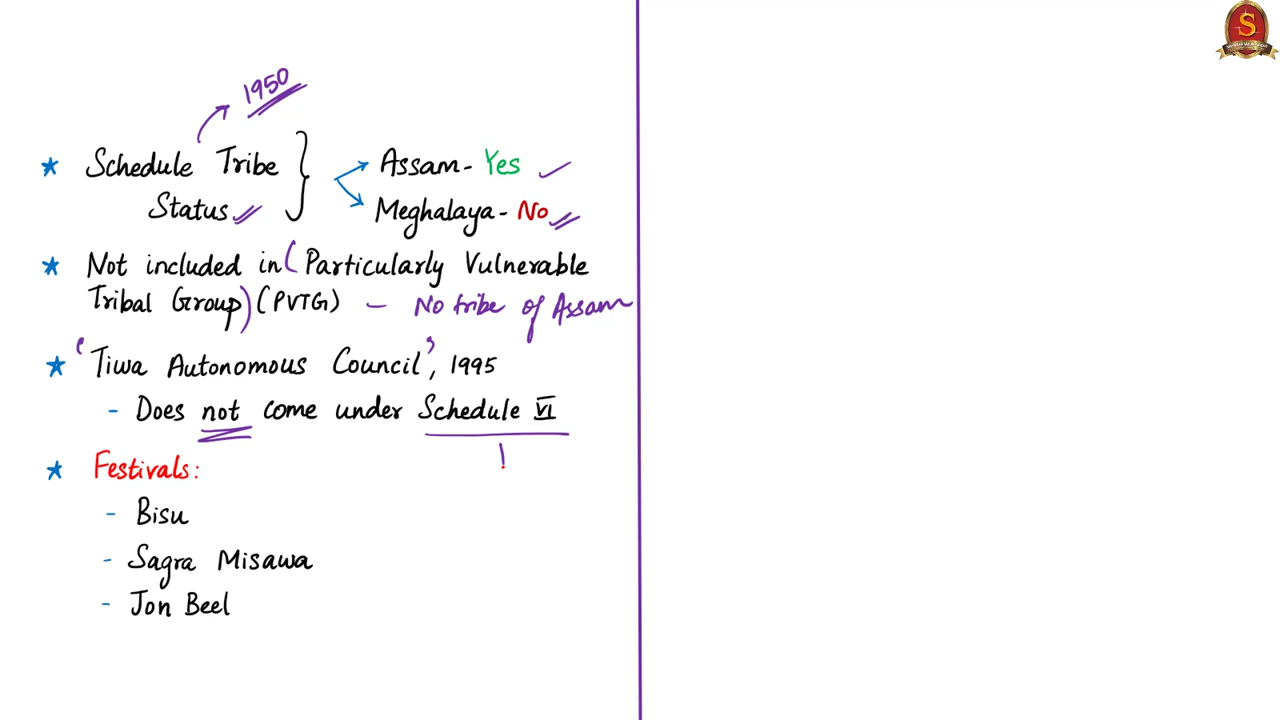 1950
★ Schedule Tribe Status } → Assam - Yes ✓
→ Meghalaya - No
★ Not included in (Particularly Vulnerable
Tribal Group) (PVTG) – No tribe of Assam
★ 'Tiwa Autonomous Council', 1995
- Does not come under Schedule VI
★ Festivals:
- Bisu
- Sagra Misawa
- Jon Beel
S